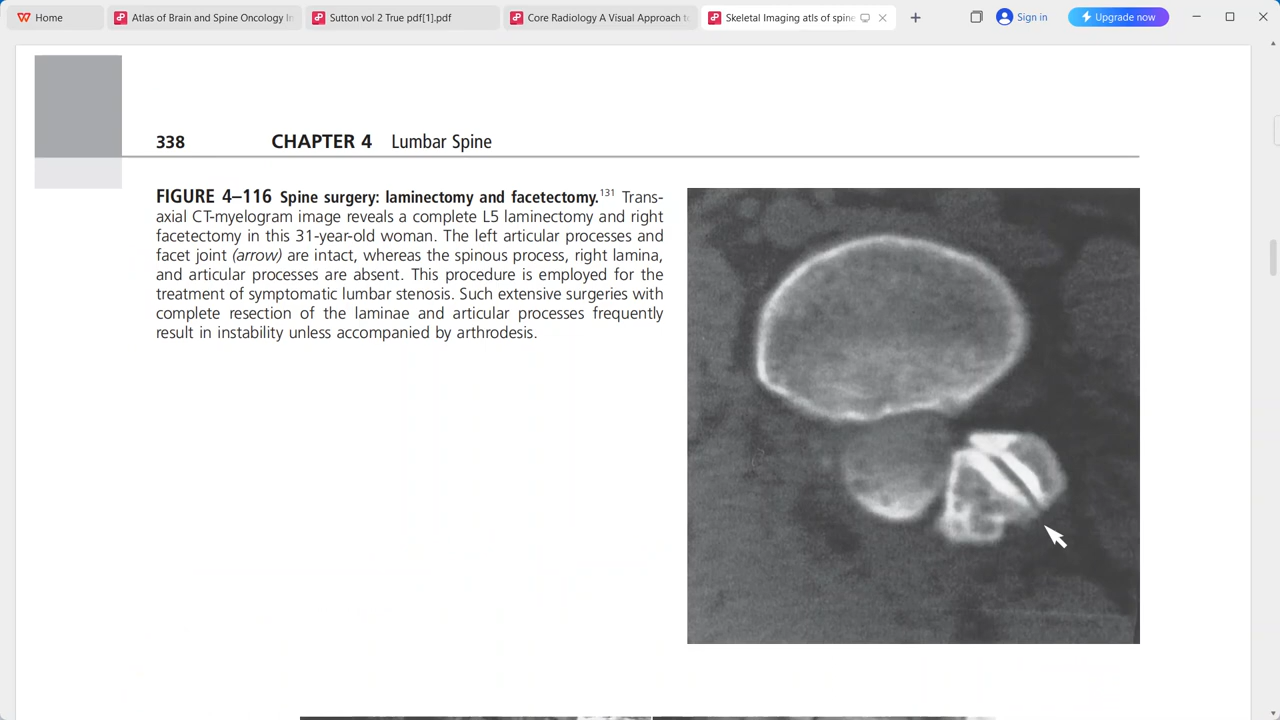 Home
Atlas of Brain and Spine Oncology I
Sutton vol 2 True pdf[1].pdf
Core Radiology A Visual Approach t
Skeletal Imaging atls of spine
Sign in
Upgrade now
338 CHAPTER 4 Lumbar Spine
FIGURE 4–116 Spine surgery: laminectomy and facetectomy.131 Trans-
axial CT-myelogram image reveals a complete L5 laminectomy and right
facetectomy in this 31-year-old woman. The left articular processes and
facet joint (arrow) are intact, whereas the spinous process, right lamina,
and articular processes are absent. This procedure is employed for the
treatment of symptomatic lumbar stenosis. Such extensive surgeries with
complete resection of the laminae and articular processes frequently
result in instability unless accompanied by arthrodesis.